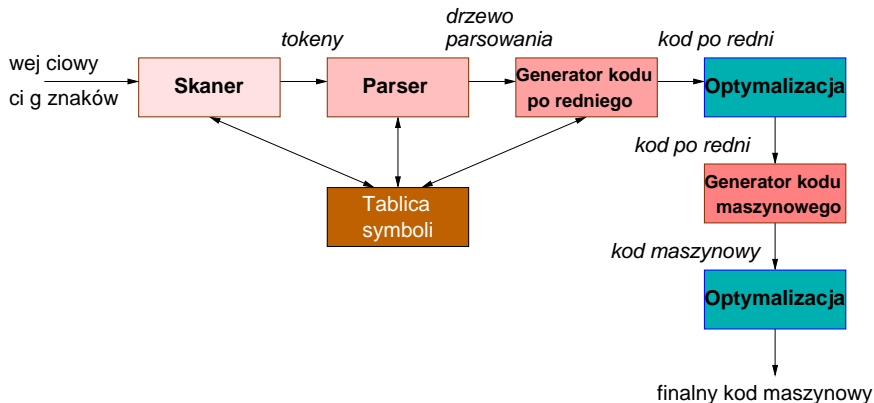 wej ciowy
ci g znaków
Skaner
tokeny
Parser
drzewo
parsowania
Generator kodu
po redniego
kod po redni
Optymalizacja
kod po redni
Generator kodu
maszynowego
Tablica
symboli
kod maszynowy
Optymalizacja
finalny kod maszynowy